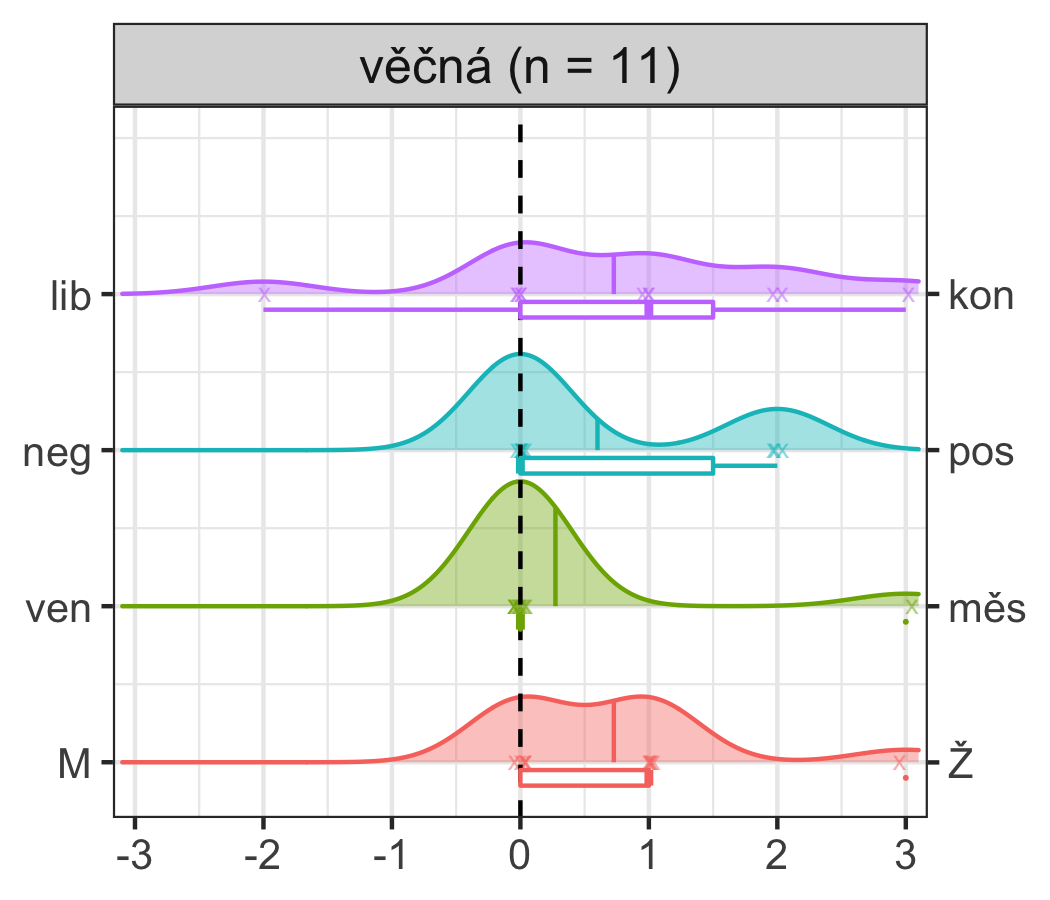 věčná (n = 11)
lib kon
neg pos
ven měs
M Ž
-3 -2 -1 0 1 2 3